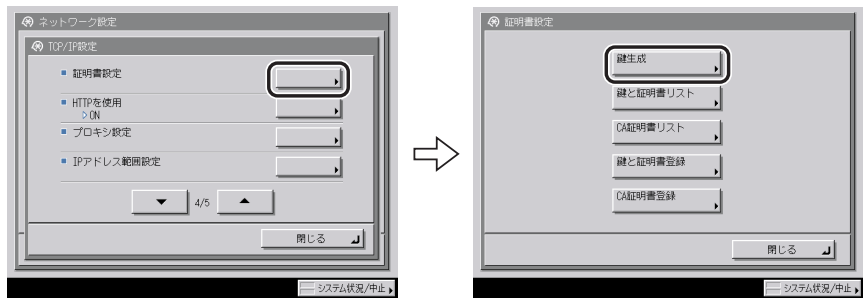 ネットワーク設定
TCP/IP設定
証明書設定
HTTPを使用
ON
プロキシ設定
IPアドレス範囲設定
4/5
閉じる
システム状況/中止
証明書設定
鍵生成
鍵と証明書リスト
CA証明書リスト
鍵と証明書登録
CA証明書登録
閉じる
システム状況/中止